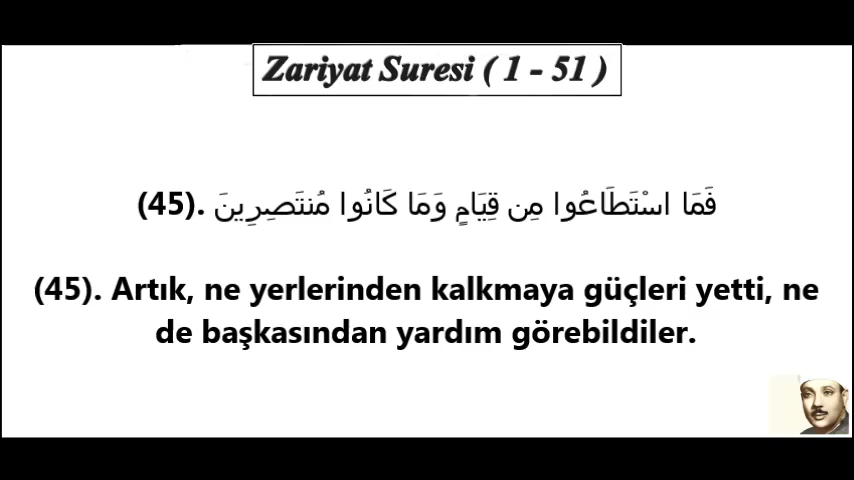 Zariyat Suresi ( 1 - 51 )
(45). فَمَا اسْتَطَاعُوا مِن قِيَامٍ وَمَا كَانُوا مُنتَصِرِينَ
(45). Artık, ne yerlerinden kalkmaya güçleri yetti, ne
de başkasından yardım görebildiler.